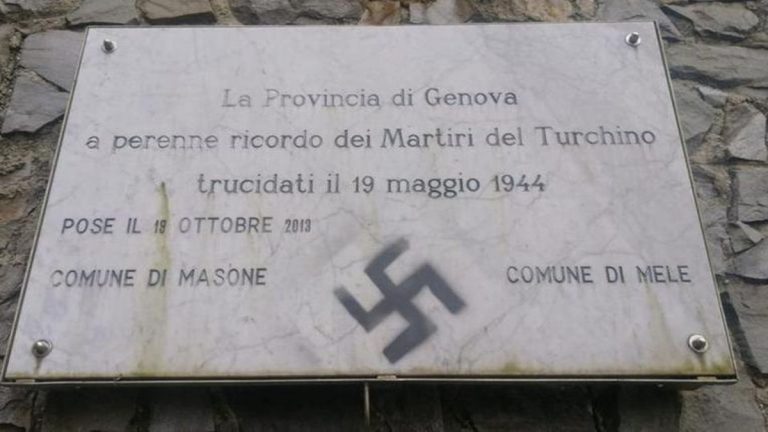 La Provincia di Genova
a perenne ricordo dei Martiri del Turchino
trucidati il 19 maggio 1944
POSE IL 19 OTTOBRE 2013
COMUNE DI MASONE COMUNE DI MELE